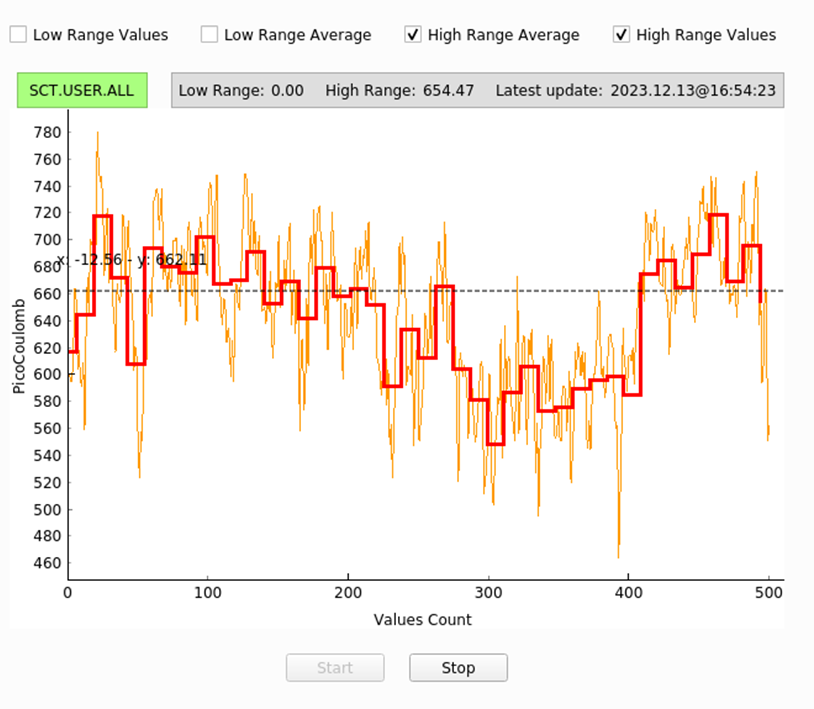 Low Range Values Low Range Average High Range Average High Range Values
SCT.USER.ALL Low Range: 0.00 High Range: 654.47 Latest update: 2023.12.13@16:54:23
780
760
740
720
700
x: -12.56 - y: 662.11
680
660
640
620
600
580
560
540
520
500
480
460
PicoCoulomb
0 100 200 300 400 500
Values Count
Start Stop